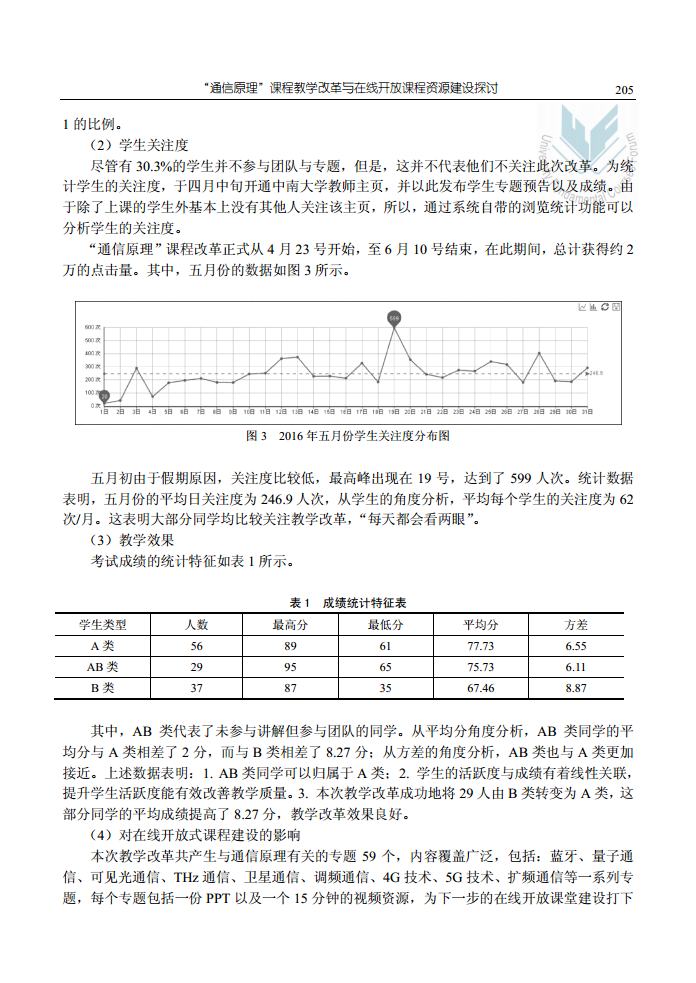 “通信原理”课程教学改革与在线开放课程资源建设探讨 205
1 的比例。
（2）学生关注度
尽管有 30.3%的学生并不参与团队与专题，但是，这并不代表他们不关注此次改革。为统
计学生的关注度，于四月中旬开通中南大学教师主页，并以此发布学生专题预告以及成绩。由
于除了上课的学生外基本上没有其他人关注该主页，所以，通过系统自带的浏览统计功能可以
分析学生的关注度。
“通信原理”课程改革正式从 4 月 23 号开始，至 6 月 10 号结束，在此期间，总计获得约 2
万的点击量。其中，五月份的数据如图 3 所示。
599
600 次
500 次
400 次
300 次
200 次
100 次
0 次
246.9
1日 2日 3日 4日 5日 6日 7日 8日 9日 10日 11日 12日 13日 14日 15日 16日 17日 18日 19日 20日 21日 22日 23日 24日 25日 26日 27日 28日 29日 30日 31日
图 3 2016 年五月份学生关注度分布图
五月初由于假期原因，关注度比较低，最高峰出现在 19 号，达到了 599 人次。统计数据
表明，五月份的平均日关注度为 246.9 人次，从学生的角度分析，平均每个学生的关注度为 62
次/月。这表明大部分同学均比较关注教学改革，“每天都会看两眼”。
（3）教学效果
考试成绩的统计特征如表 1 所示。
表 1 成绩统计特征表
学生类型 人数 最高分 最低分 平均分 方差
A 类 56 89 61 77.73 6.55
AB 类 29 95 65 75.73 6.11
B 类 37 87 35 67.46 8.87
其中，AB 类代表了未参与讲解但参与团队的同学。从平均分角度分析，AB 类同学的平
均分与 A 类相差了 2 分，而与 B 类相差了 8.27 分；从方差的角度分析，AB 类也与 A 类更加
接近。上述数据表明：1. AB 类同学可以归属于 A 类；2. 学生的活跃度与成绩有着线性关联，
提升学生活跃度能有效改善教学质量。3. 本次教学改革成功地将 29 人由 B 类转变为 A 类，这
部分同学的平均成绩提高了 8.27 分，教学改革效果良好。
（4）对在线开放式课程建设的影响
本次教学改革共产生与通信原理有关的专题 59 个，内容覆盖广泛，包括：蓝牙、量子通
信、可见光通信、THz 通信、卫星通信、调频通信、4G 技术、5G 技术、扩频通信等一系列专
题，每个专题包括一份 PPT 以及一个 15 分钟的视频资源，为下一步的在线开放课堂建设打下